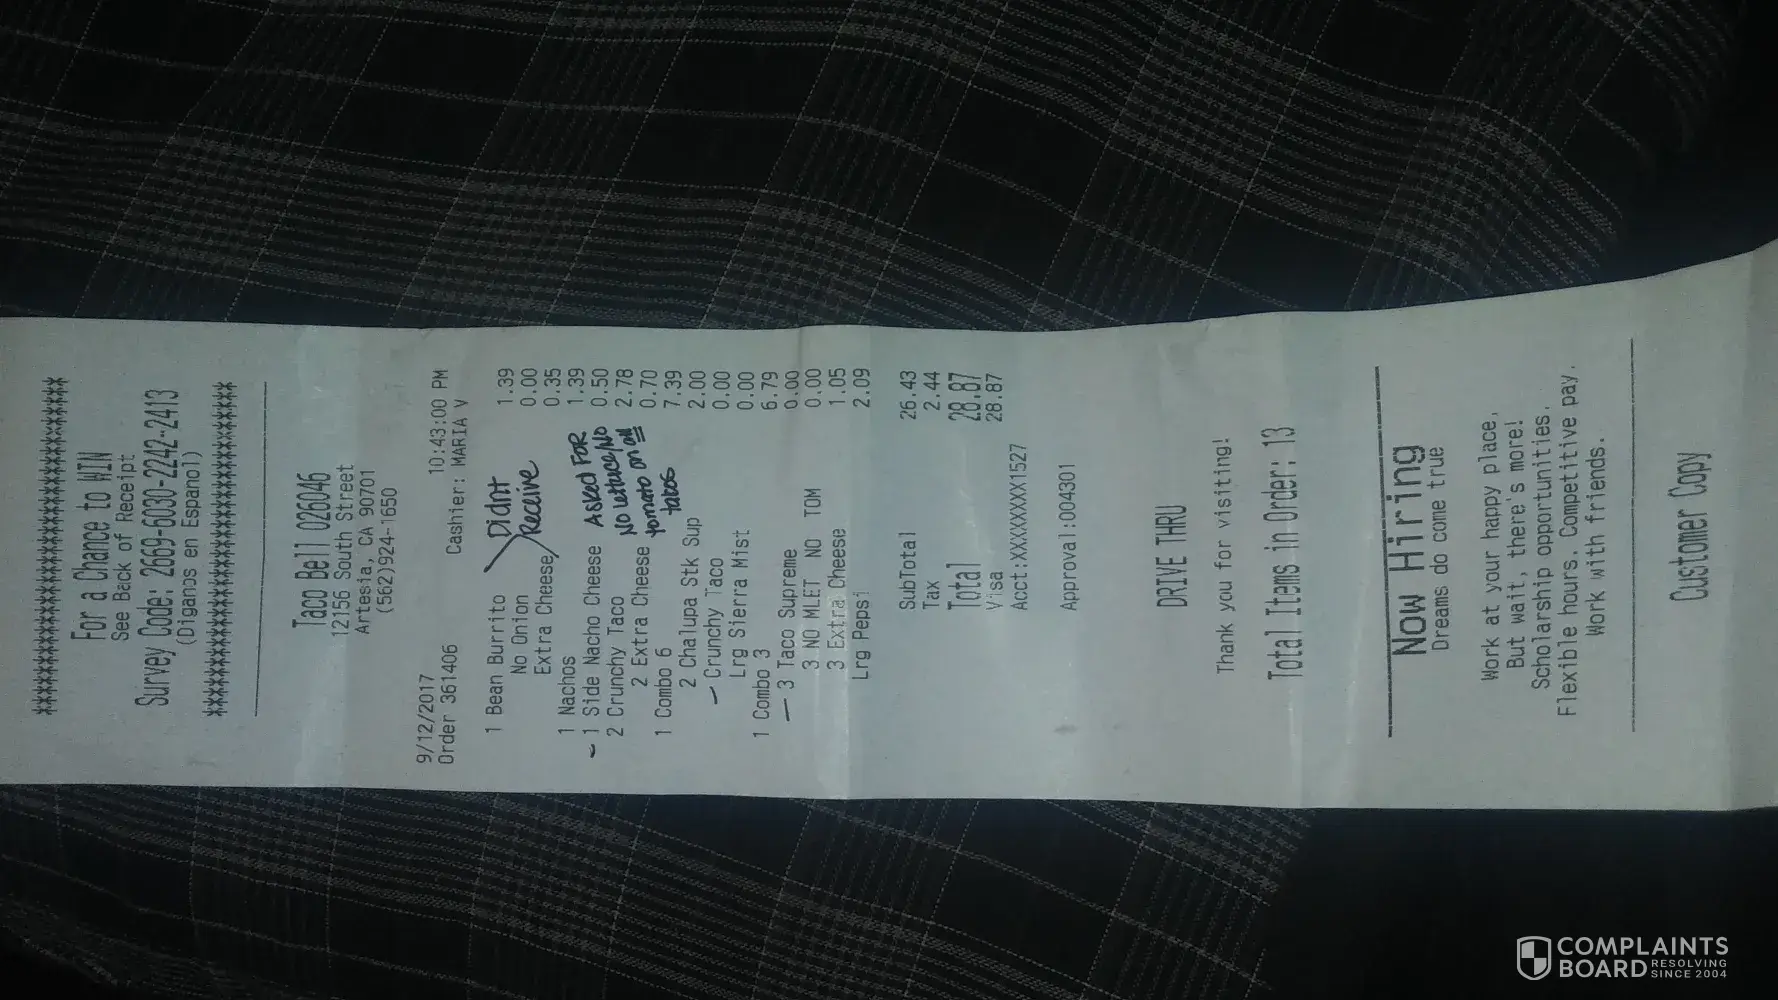 ************************************
For a Chance to WIN
See Back of Receipt
Survey Code: 2669-6030-2242-2413
(Diganos en Espanol)
************************************
Taco Bell 026046
12156 South Street
Artesia, CA 90701
(562)924-1650
9/12/2017 10:43:00 PM
Order 361406 Cashier: MARIA V
1 Bean Burrito 1.39
No Onion 0.00
Extra Cheese 0.35
Didnt
Receive
1 Nachos 1.39
1 Side Nacho Cheese 0.50
2 Crunchy Taco 2.78
2 Extra Cheese 0.70
Asked For
No lettuce/No
tomato on all
tacos
1 Combo 6 7.39
2 Chalupa Stk Sup 2.00
Crunchy Taco 0.00
Lrg Sierra Mist 0.00
1 Combo 3 6.79
3 Taco Supreme 0.00
3 NO MLET NO TOM 0.00
3 Extra Cheese 1.05
Lrg Pepsi 2.09
SubTotal 26.43
Tax 2.44
Total 28.87
Visa 28.87
Acct:XXXXXXXXX1527
Approval:004301
DRIVE THRU
Thank you for visiting!
Total Items in Order: 13
Now Hiring
Dreams do come true
Work at your happy place.
But wait, there's more!
Scholarship opportunities.
Flexible hours. Competitive pay.
Work with friends.
Customer Copy
COMPLAINTS
BOARD RESOLVING
SINCE 2004